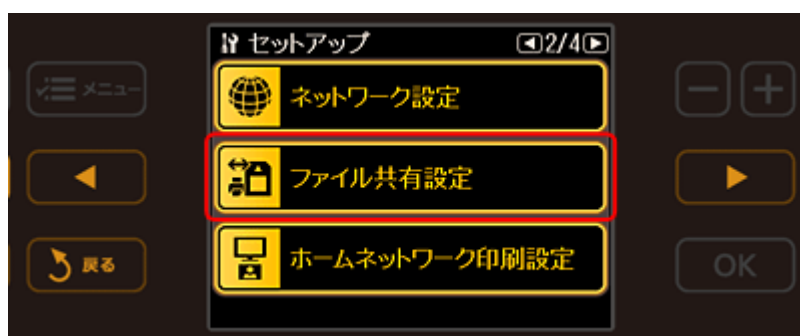 セットアップ
2/4
メニュー
ネットワーク設定
ファイル共有設定
戻る
ホームネットワーク印刷設定
OK